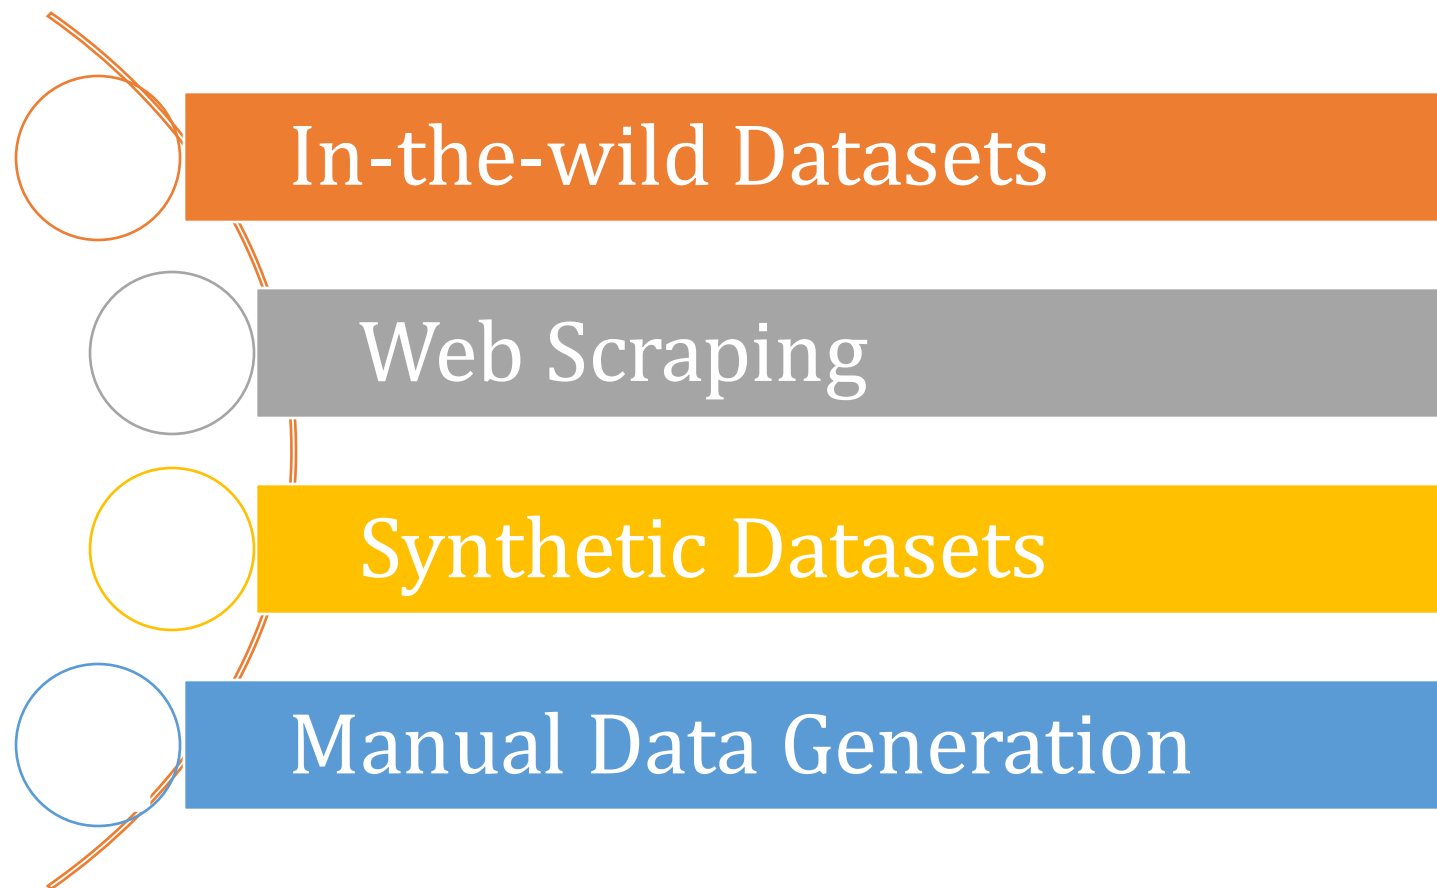 In-the-wild Datasets
Web Scraping
Synthetic Datasets
Manual Data Generation